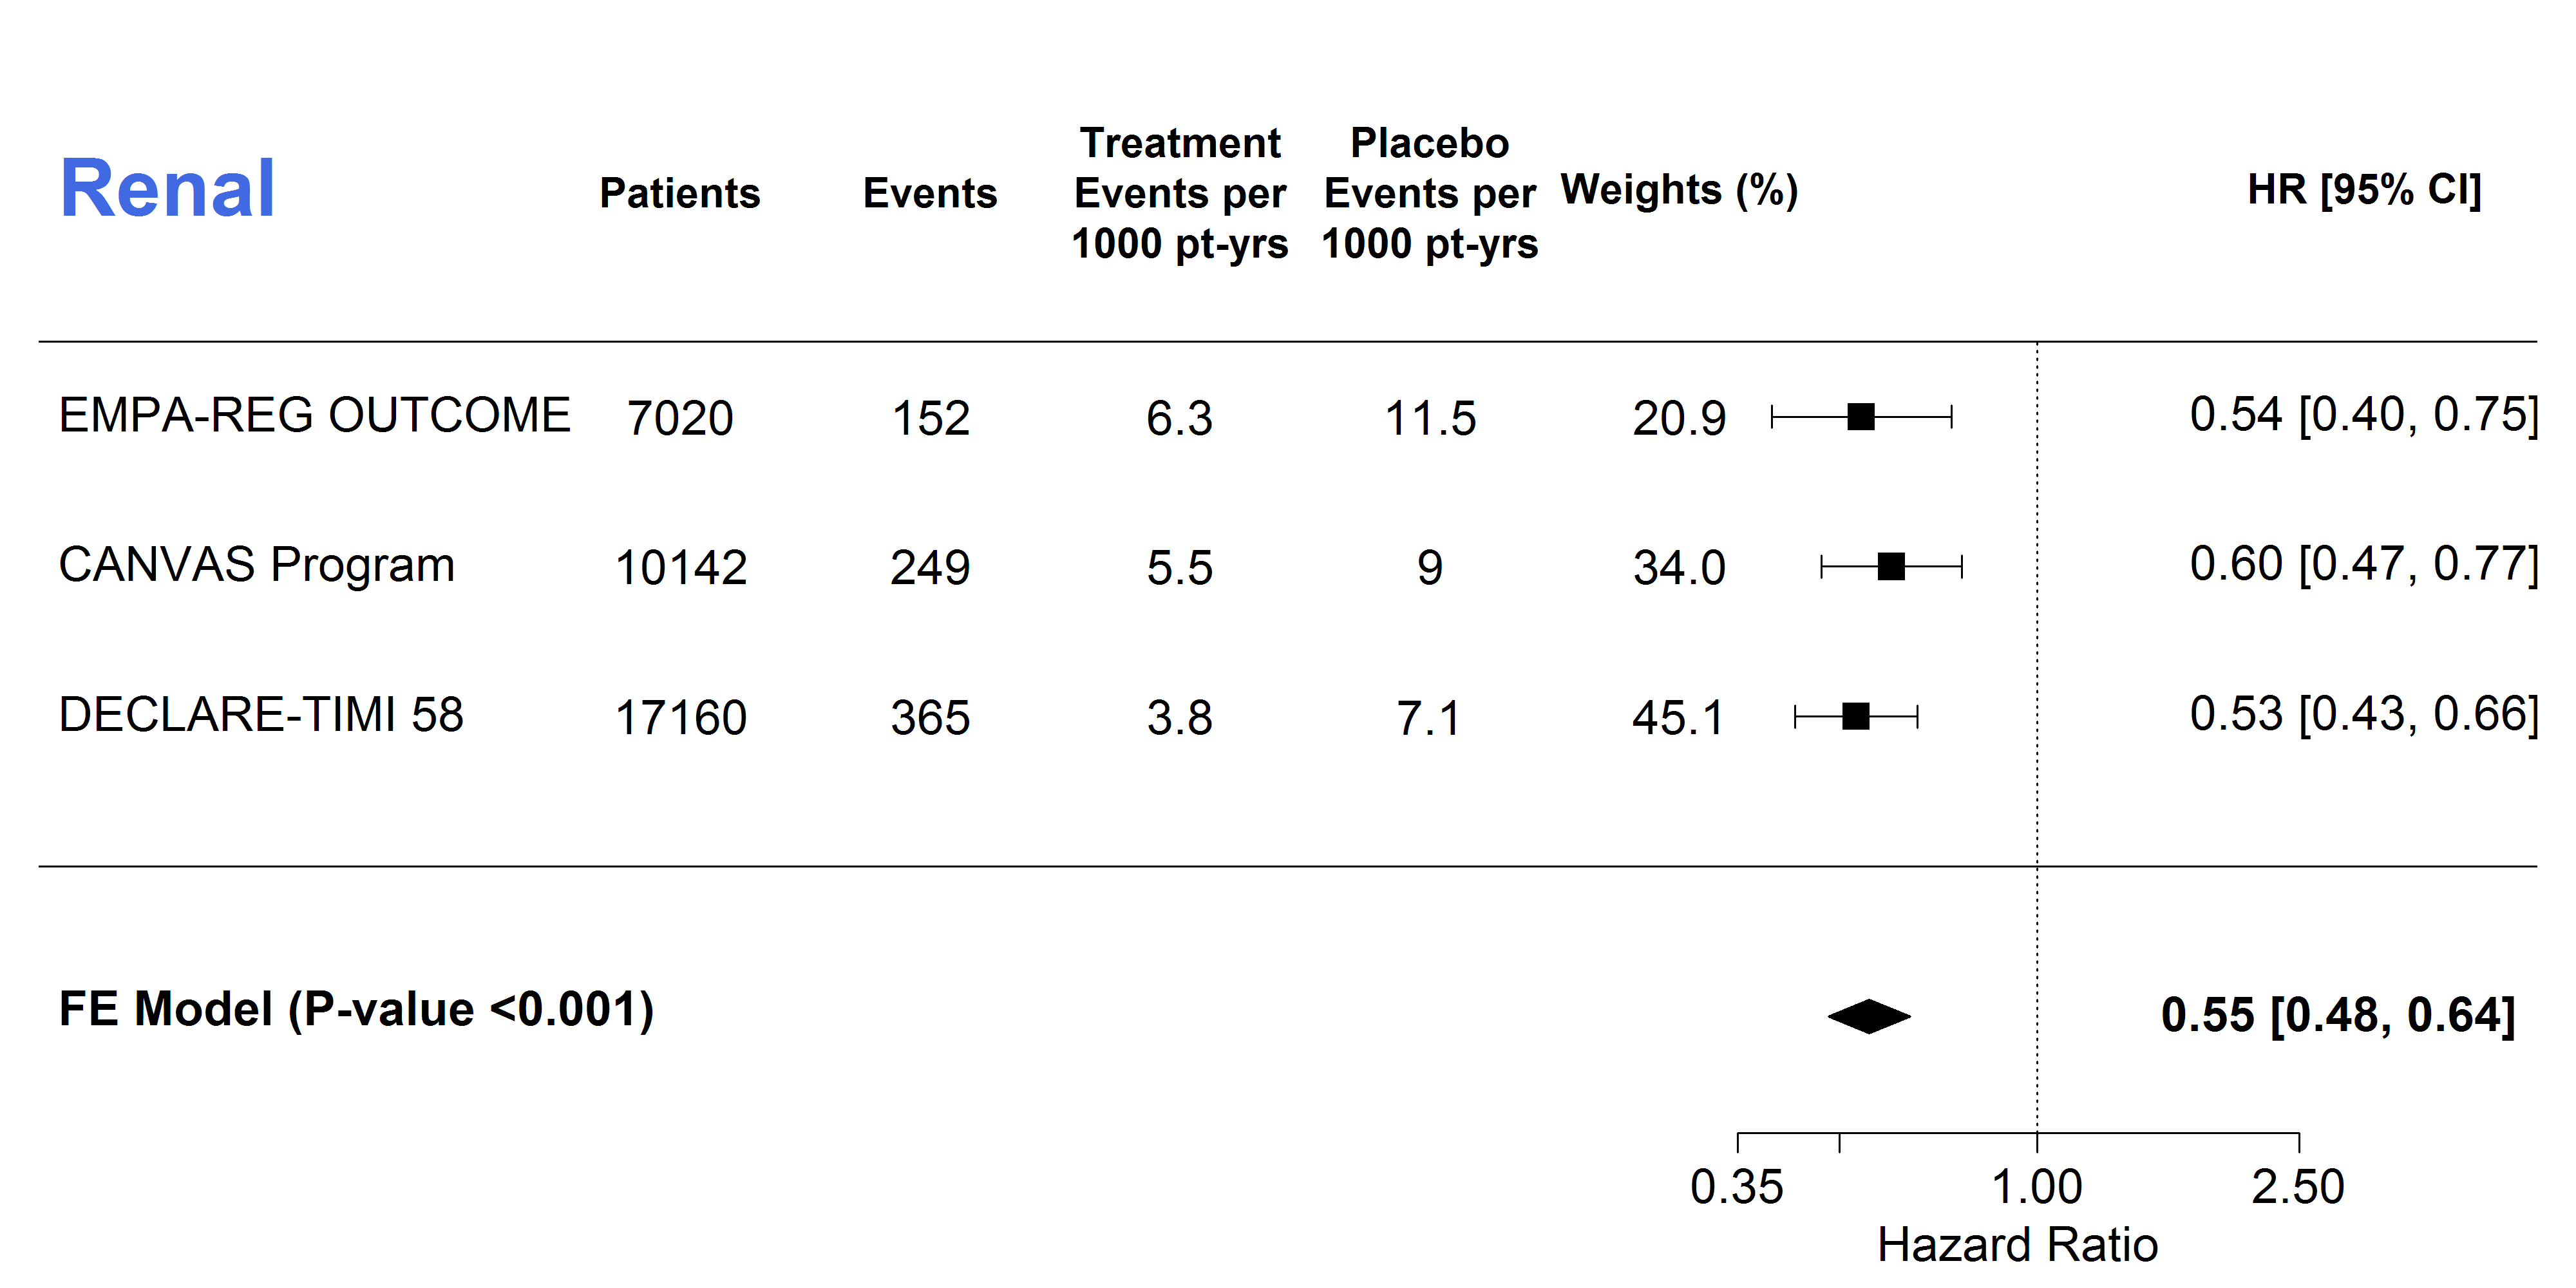 Renal
Patients
Events
Treatment
Events per
1000 pt-yrs
Placebo
Events per
1000 pt-yrs
Weights (%)
HR [95% CI]
EMPA-REG OUTCOME 7020 152 6.3 11.5 20.9 0.54 [0.40, 0.75]
CANVAS Program 10142 249 5.5 9 34.0 0.60 [0.47, 0.77]
DECLARE-TIMI 58 17160 365 3.8 7.1 45.1 0.53 [0.43, 0.66]
FE Model (P-value <0.001) 0.55 [0.48, 0.64]
0.35 1.00 2.50
Hazard Ratio